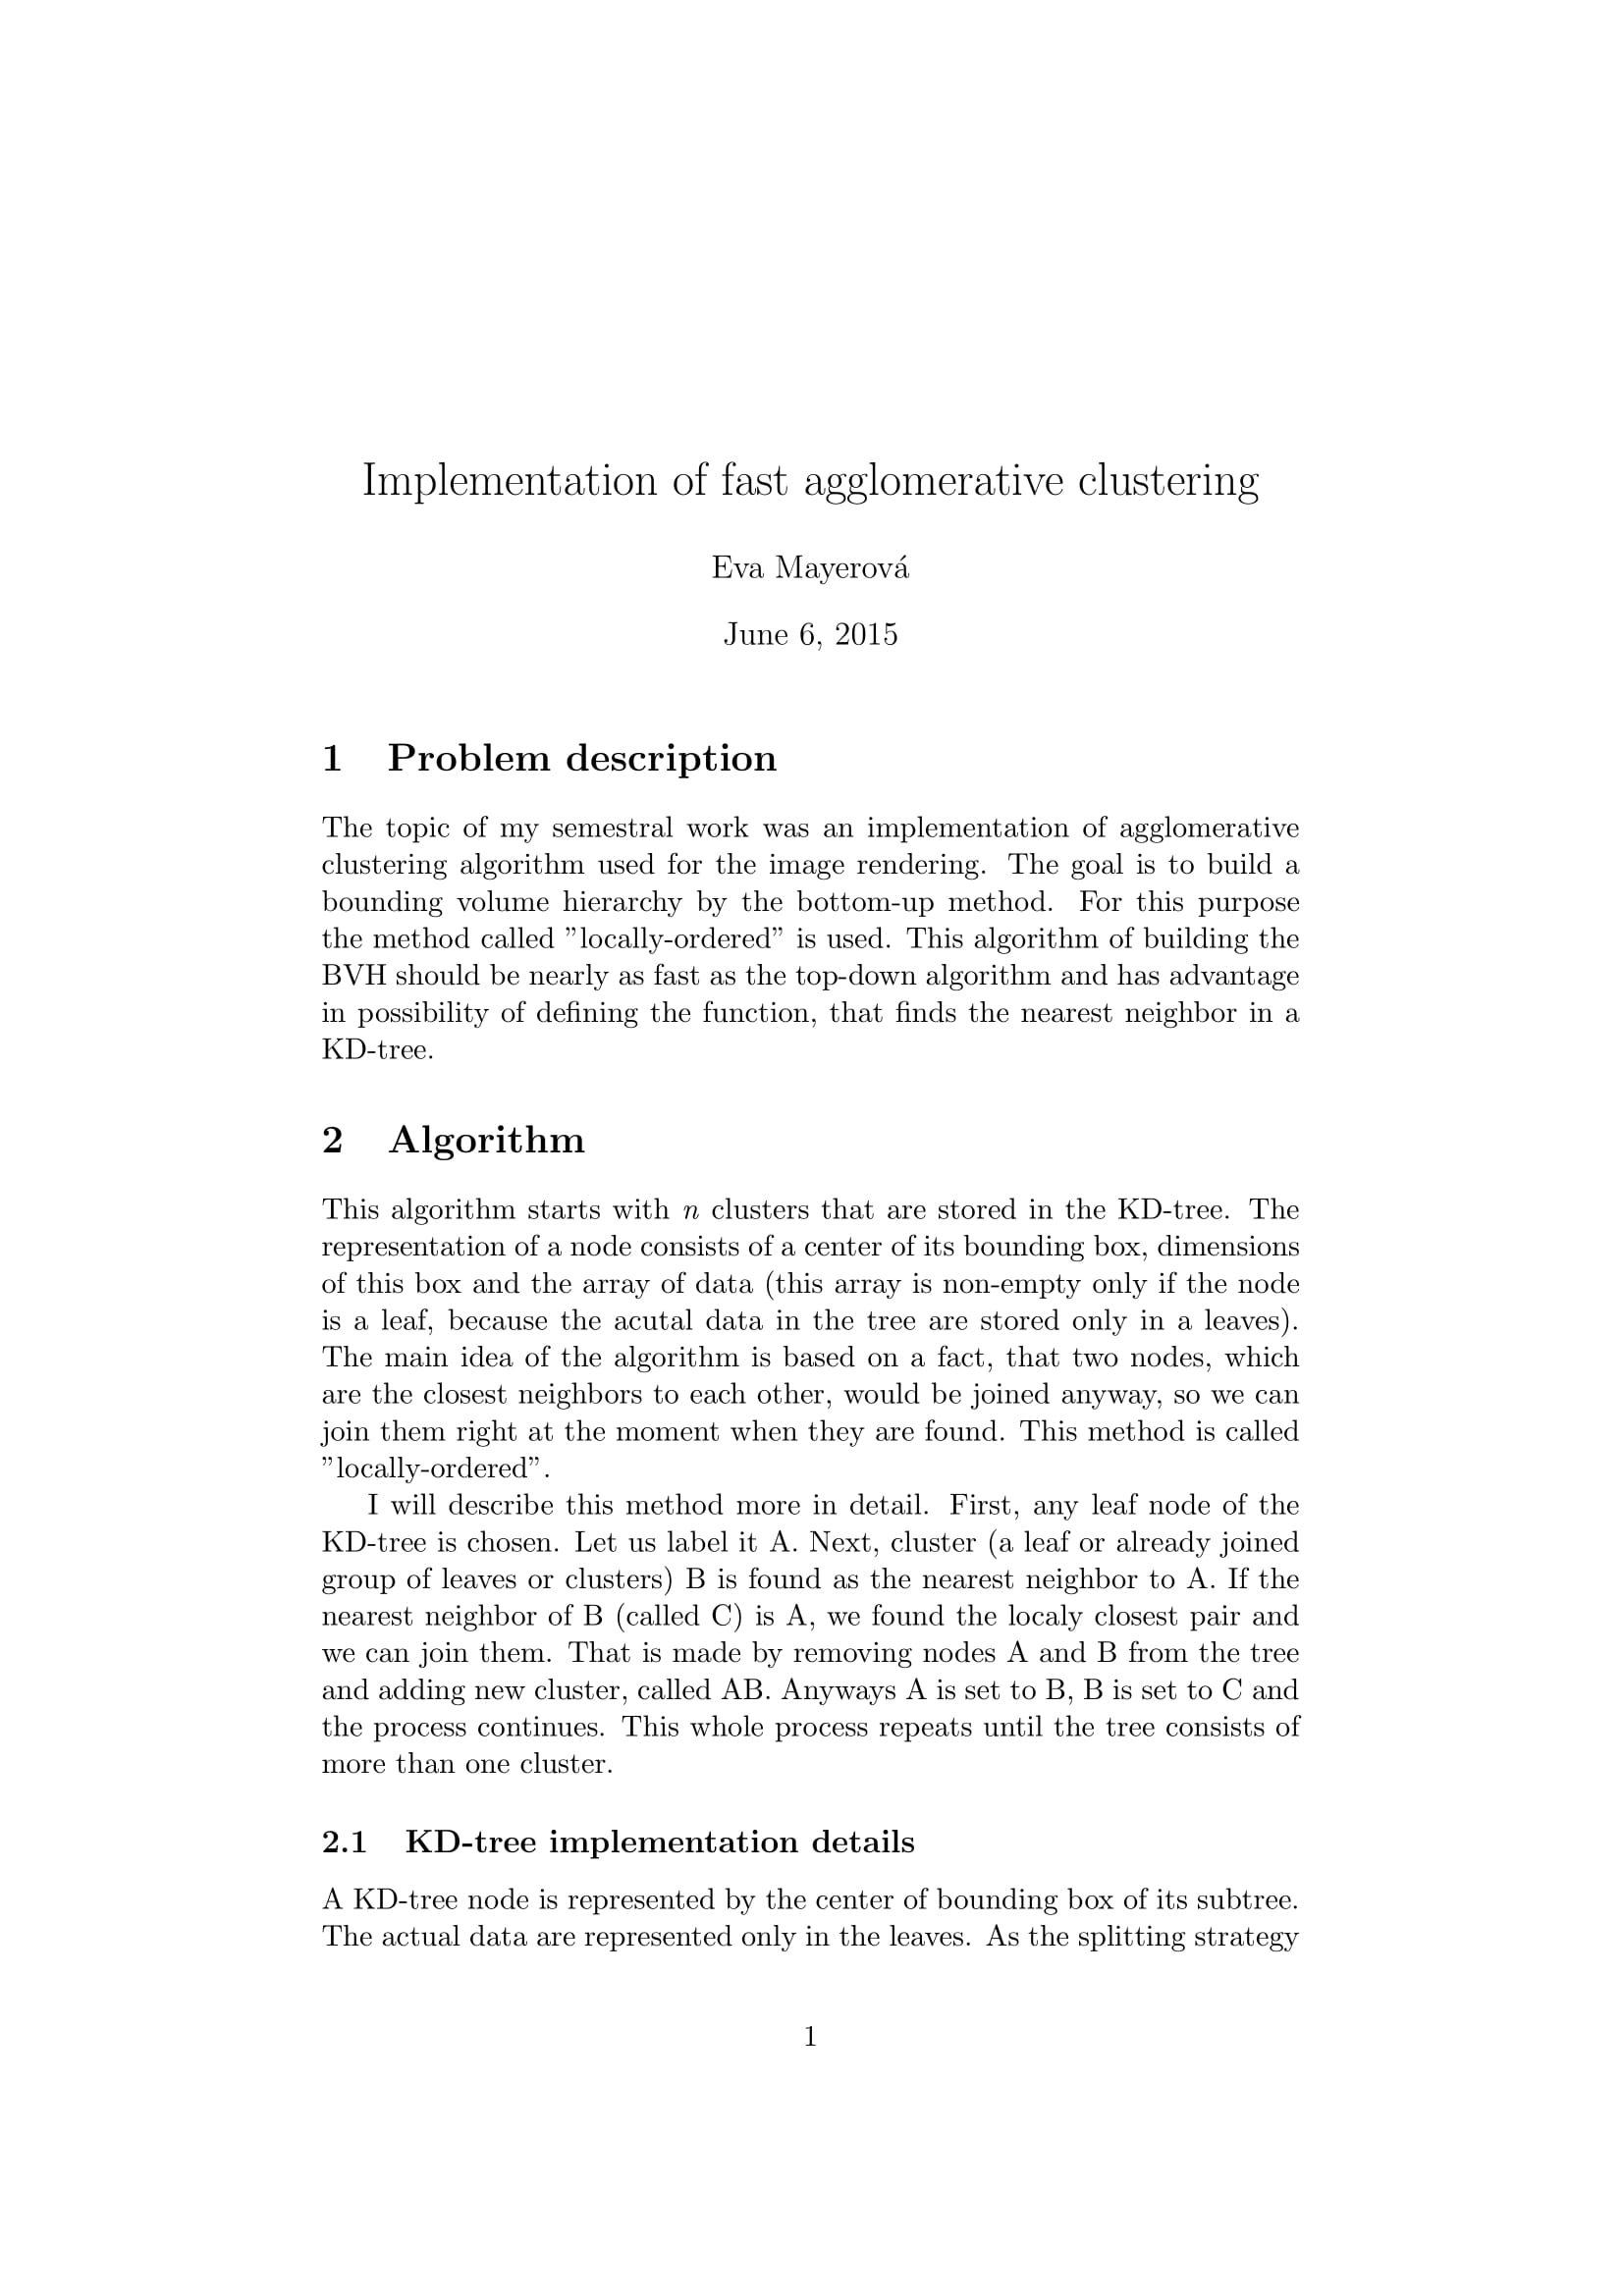 Implementation of fast agglomerative clustering
Eva Mayerová
June 6, 2015
1 Problem description
The topic of my semestral work was an implementation of agglomerative
clustering algorithm used for the image rendering. The goal is to build a
bounding volume hierarchy by the bottom-up method. For this purpose
the method called ”locally-ordered” is used. This algorithm of building the
BVH should be nearly as fast as the top-down algorithm and has advantage
in possibility of defining the function, that finds the nearest neighbor in a
KD-tree.
2 Algorithm
This algorithm starts with n clusters that are stored in the KD-tree. The
representation of a node consists of a center of its bounding box, dimensions
of this box and the array of data (this array is non-empty only if the node
is a leaf, because the acutal data in the tree are stored only in a leaves).
The main idea of the algorithm is based on a fact, that two nodes, which
are the closest neighbors to each other, would be joined anyway, so we can
join them right at the moment when they are found. This method is called
”locally-ordered”.
I will describe this method more in detail. First, any leaf node of the
KD-tree is chosen. Let us label it A. Next, cluster (a leaf or already joined
group of leaves or clusters) B is found as the nearest neighbor to A. If the
nearest neighbor of B (called C) is A, we found the localy closest pair and
we can join them. That is made by removing nodes A and B from the tree
and adding new cluster, called AB. Anyways A is set to B, B is set to C and
the process continues. This whole process repeats until the tree consists of
more than one cluster.
2.1 KD-tree implementation details
A KD-tree node is represented by the center of bounding box of its subtree.
The actual data are represented only in the leaves. As the splitting strategy
1